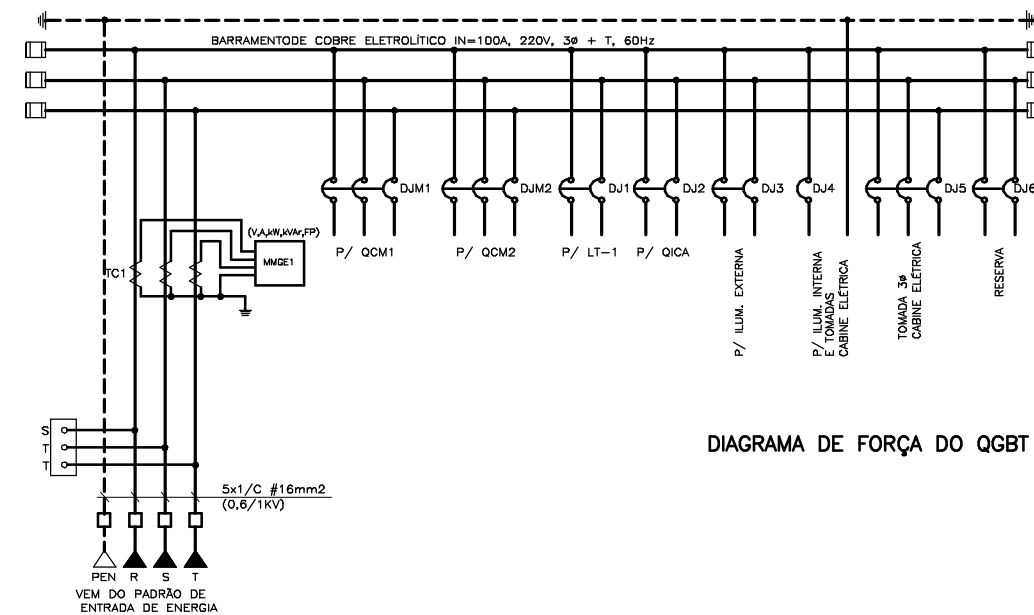 BARRAMENTODE COBRE ELETROLÍTICO IN=100A, 220V, 3ø + T, 60Hz
DJM1
DJM2
DJ1
DJ2
DJ3
DJ4
DJ5
DJ6
P/ QCM1
P/ QCM2
P/ LT-1
P/ QICA
P/ ILUM. EXTERNA
P/ ILUM. INTERNA
E TOMADAS
CABINE ELÉTRICA
TOMADA 3ø
CABINE ELÉTRICA
RESERVA
(V,A,kW,kVAr,FP)
MMGE1
TC1
DIAGRAMA DE FORÇA DO QGBT
S
T
T
5x1/C #16mm2
(0,6/1KV)
PEN R S T
VEM DO PADRÃO DE
ENTRADA DE ENERGIA